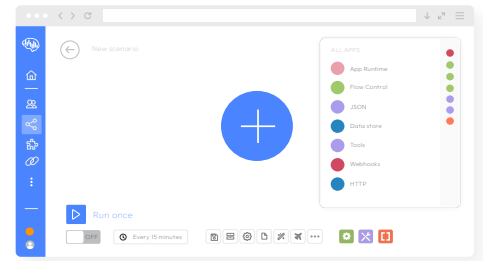 New scenario
ALL APPS
App Runtime
Flow Control
JSON
Data store
Tools
Webhooks
HTTP
Run once
OFF
Every 15 minutes